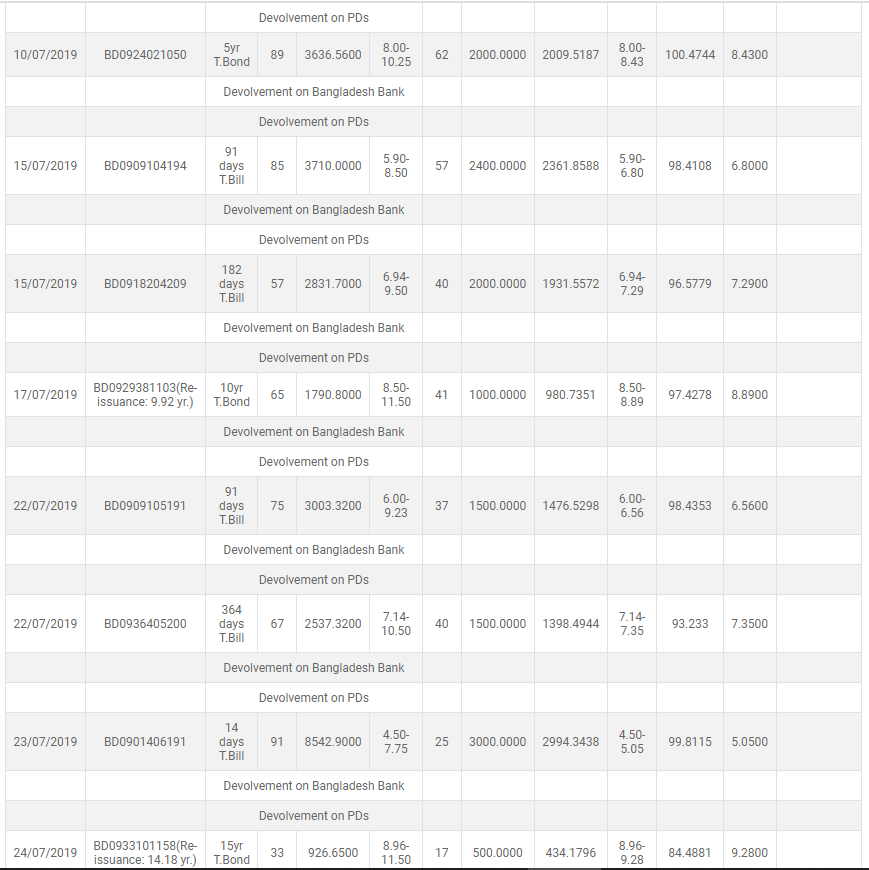 Devolvement on PDs
10/07/2019 BD0924021050 5yr T.Bond 89 3636.5600 8.00-10.25 62 2000.0000 2009.5187 8.00-8.43 100.4744 8.4300
Devolvement on Bangladesh Bank
Devolvement on PDs
15/07/2019 BD0909104194 91 days T.Bill 85 3710.0000 5.90-8.50 57 2400.0000 2361.8588 5.90-6.80 98.4108 6.8000
Devolvement on Bangladesh Bank
Devolvement on PDs
15/07/2019 BD0918204209 182 days T.Bill 57 2831.7000 6.94-9.50 40 2000.0000 1931.5572 6.94-7.29 96.5779 7.2900
Devolvement on Bangladesh Bank
Devolvement on PDs
17/07/2019 BD0929381103(Re-issuance: 9.92 yr.) 10yr T.Bond 65 1790.8000 8.50-11.50 41 1000.0000 980.7351 8.50-8.89 97.4278 8.8900
Devolvement on Bangladesh Bank
Devolvement on PDs
22/07/2019 BD0909105191 91 days T.Bill 75 3003.3200 6.00-9.23 37 1500.0000 1476.5298 6.00-6.56 98.4353 6.5600
Devolvement on Bangladesh Bank
Devolvement on PDs
22/07/2019 BD0936405200 364 days T.Bill 67 2537.3200 7.14-10.50 40 1500.0000 1398.4944 7.14-7.35 93.233 7.3500
Devolvement on Bangladesh Bank
Devolvement on PDs
23/07/2019 BD0901406191 14 days T.Bill 91 8542.9000 4.50-7.75 25 3000.0000 2994.3438 4.50-5.05 99.8115 5.0500
Devolvement on Bangladesh Bank
Devolvement on PDs
24/07/2019 BD0933101158(Re-issuance: 14.18 yr.) 15yr T.Bond 33 926.6500 8.96-11.50 17 500.0000 434.1796 8.96-9.28 84.4881 9.2800